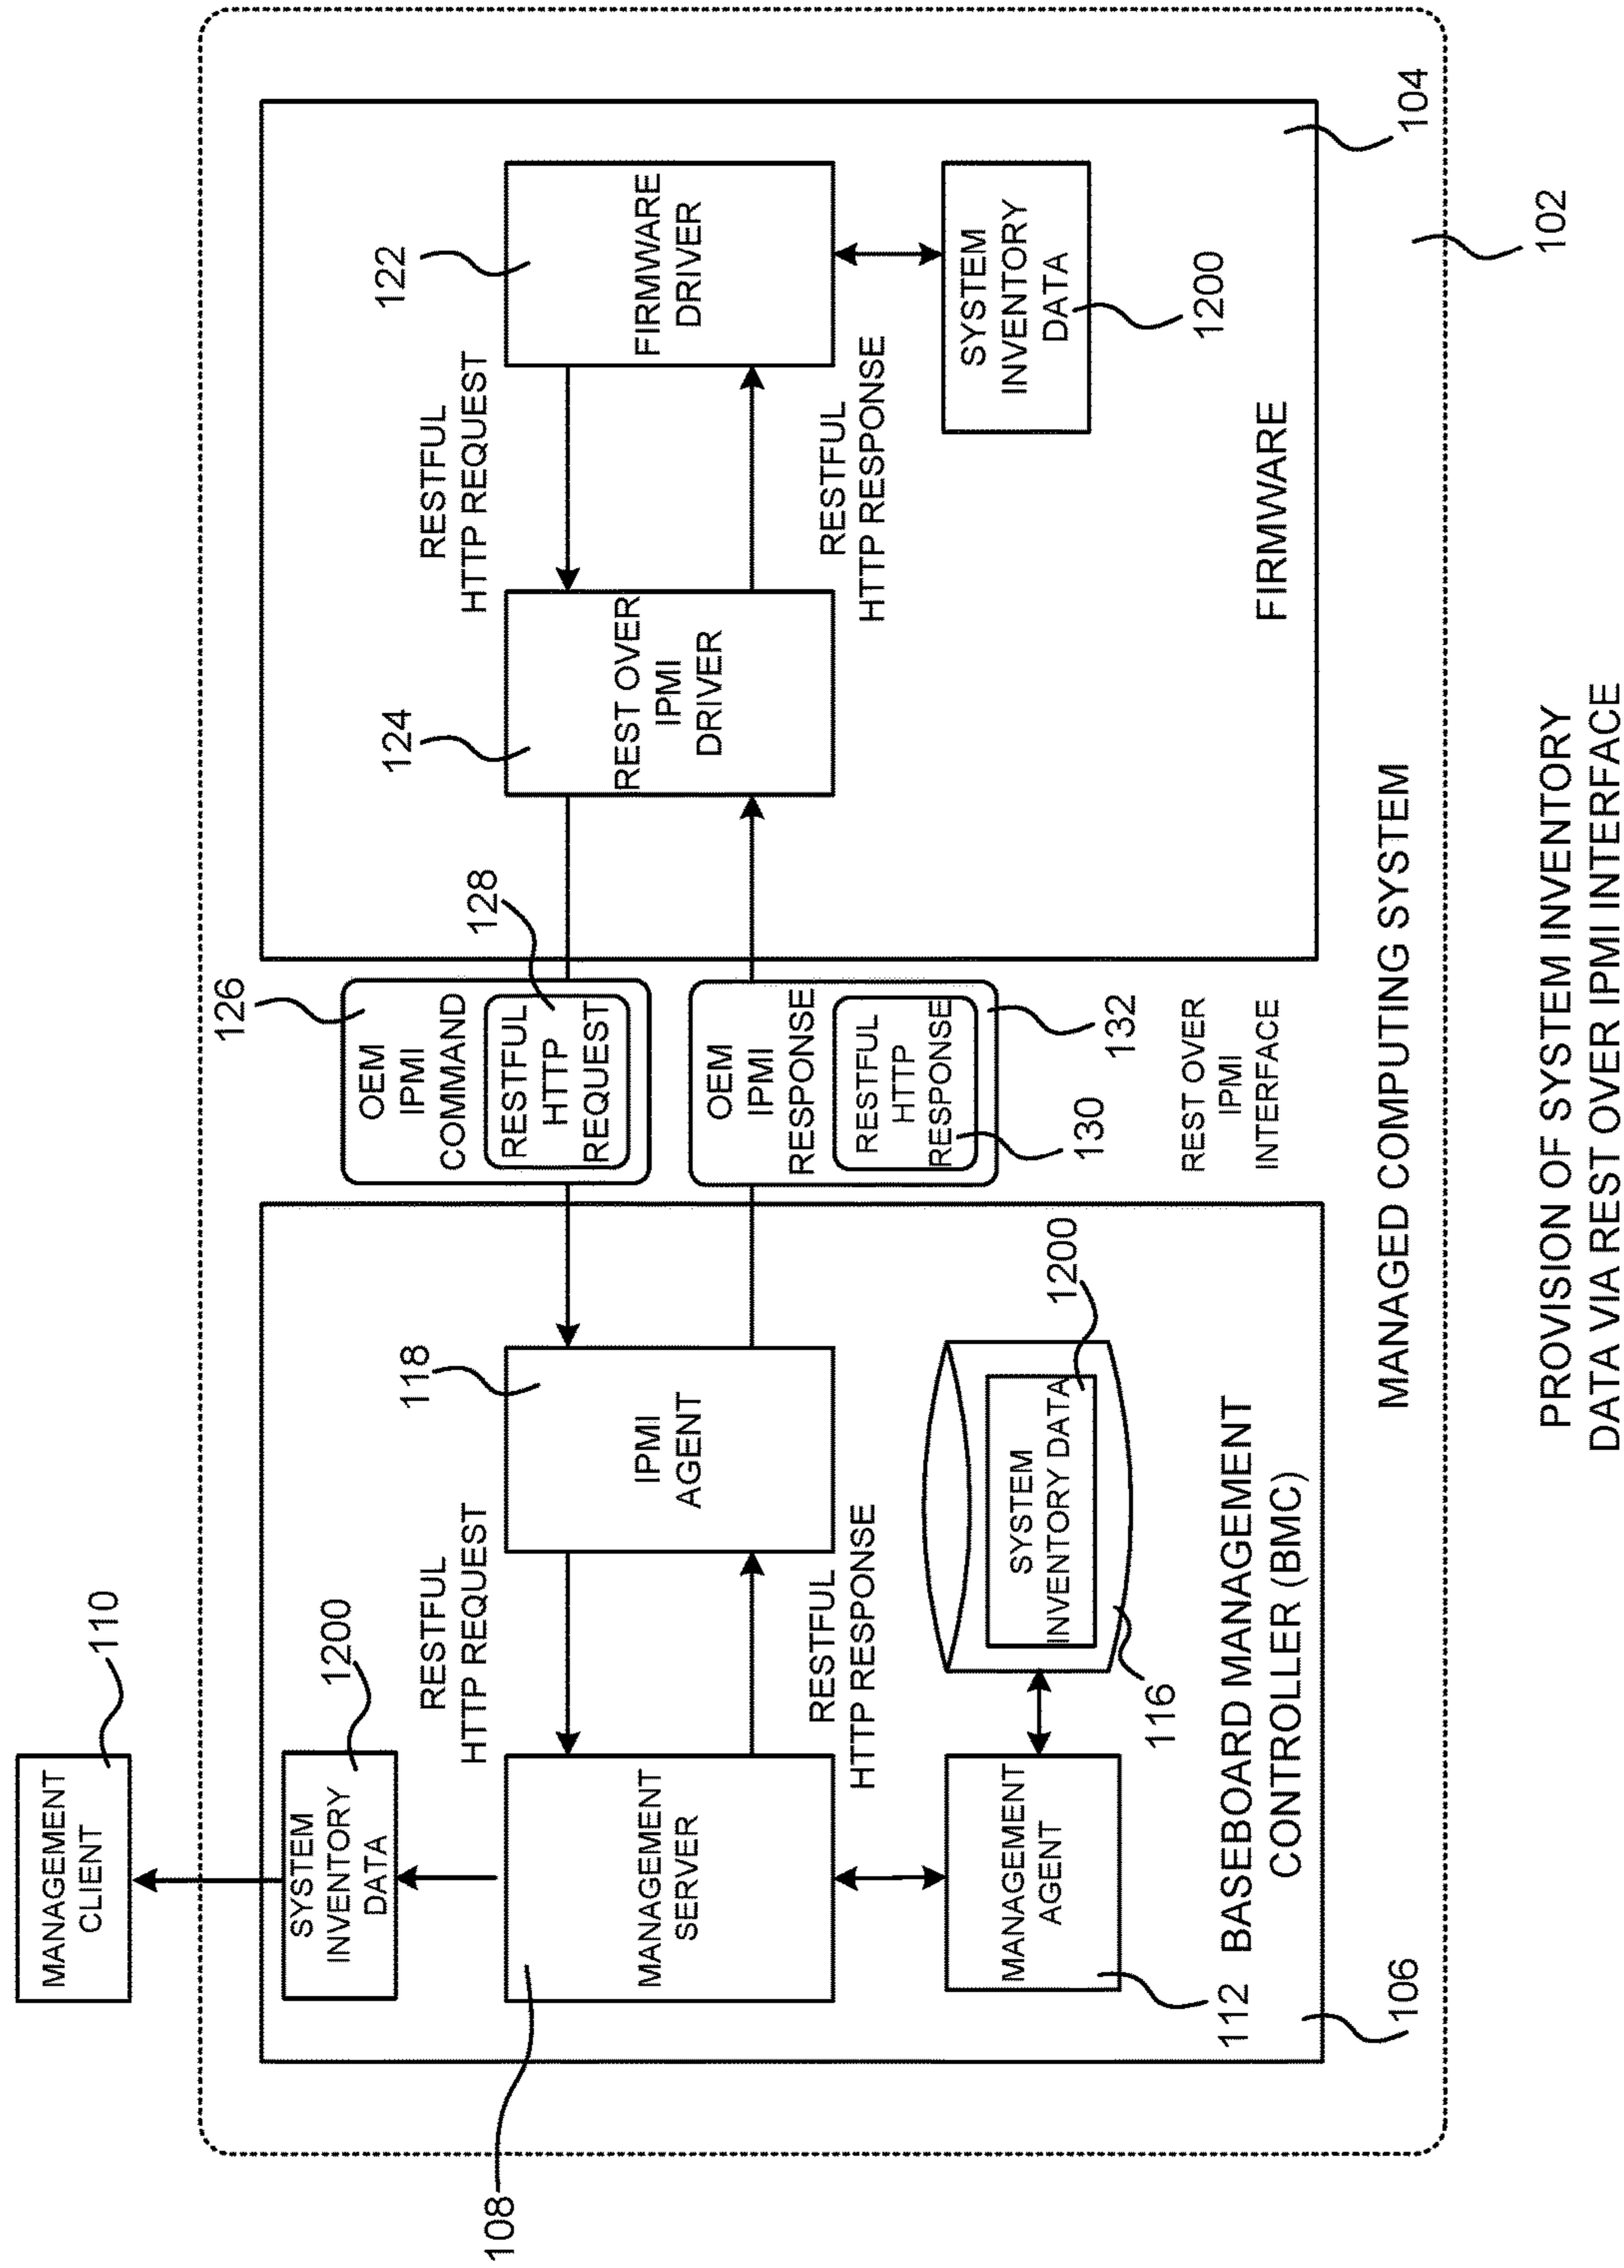 110
MANAGEMENT
CLIENT
1200
SYSTEM
INVENTORY
DATA
126
OEM
IPMI
COMMAND
128
RESTFUL
HTTP
REQUEST
108
MANAGEMENT
SERVER
RESTFUL
HTTP REQUEST
RESTFUL
HTTP RESPONSE
118
IPMI
AGENT
OEM
IPMI
RESPONSE
RESTFUL
HTTP
RESPONSE
130
132
124
REST OVER
IPMI
DRIVER
RESTFUL
HTTP REQUEST
RESTFUL
HTTP RESPONSE
122
FIRMWARE
DRIVER
SYSTEM
INVENTORY
DATA
1200
MANAGEMENT
AGENT
112
116
SYSTEM
INVENTORY DATA
1200
REST OVER
IPMI
INTERFACE
BASEBOARD MANAGEMENT
CONTROLLER (BMC)
106
FIRMWARE
104
MANAGED COMPUTING SYSTEM
102
PROVISION OF SYSTEM INVENTORY
DATA VIA REST OVER IPMI INTERFACE